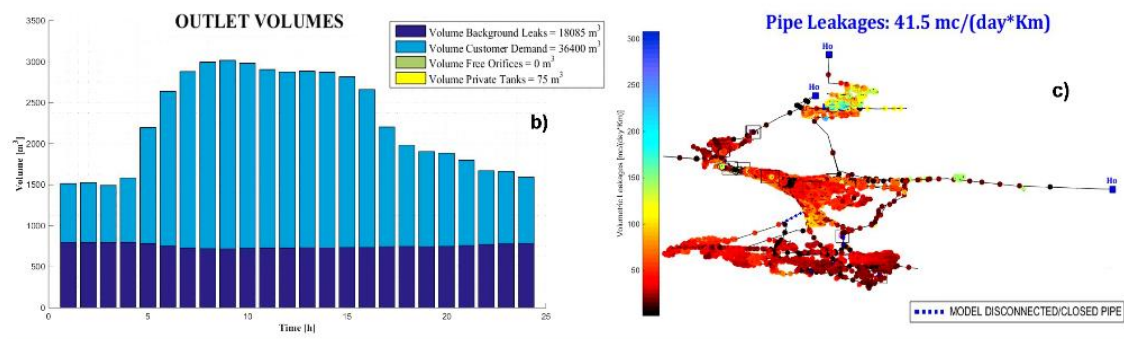 OUTLET VOLUMES
Volume Background Leaks = 18085 m³
Volume Customer Demand = 36400 m³
Volume Free Orifices = 0 m³
Volume Private Tanks = 75 m³
b)
Volume [m³]
3500
3000
2500
2000
1500
1000
500
0
0
5
10
15
20
25
Time [h]
Pipe Leakages: 41.5 mc/(day*Km)
c)
Ho
Ho
Ho
Volumetric Leakages [mc/(day*Km)]
300
250
200
150
100
50
MODEL DISCONNECTED/CLOSED PIPE